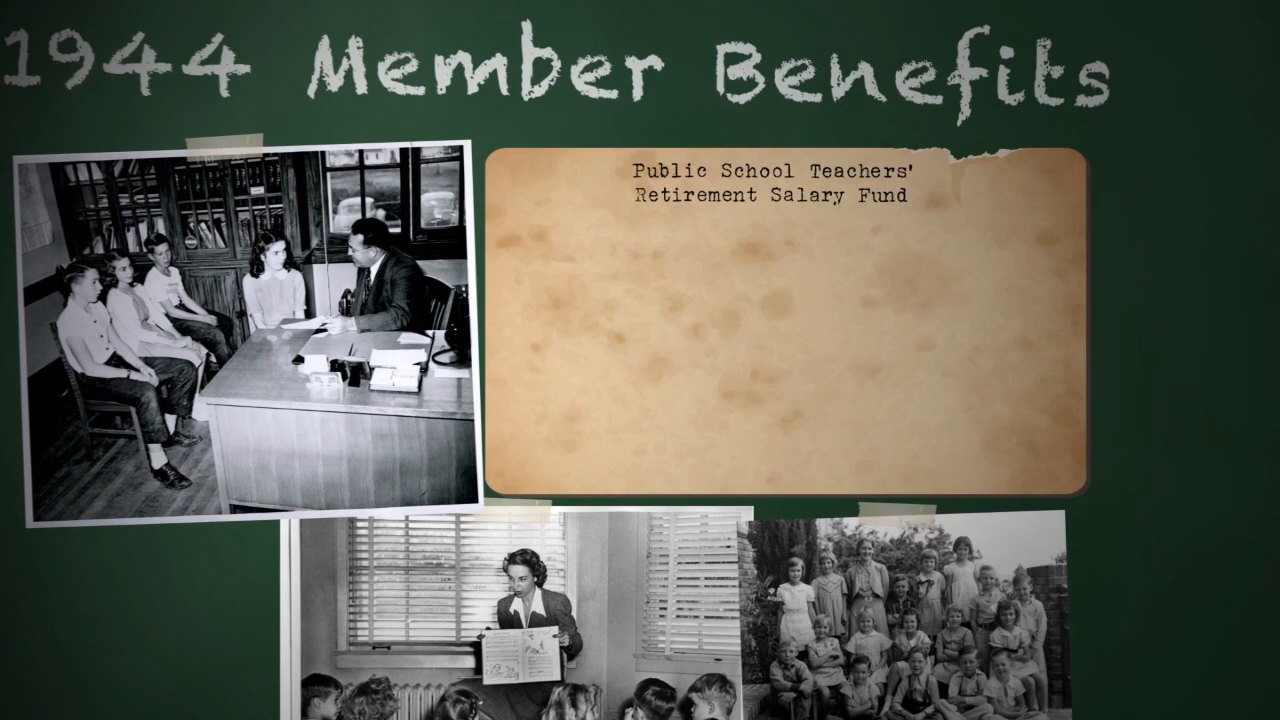 1944 Member Benefits
Public School Teachers'
Retirement Salary Fund